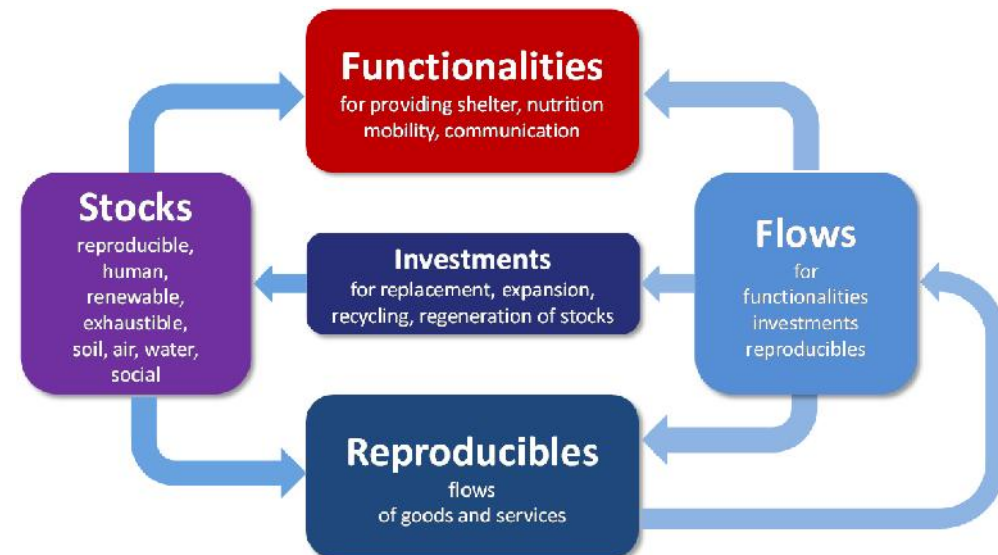 Functionalities
for providing shelter, nutrition
mobility, communication
Stocks
reproducible,
human,
renewable,
exhaustible,
soil, air, water,
social
Investments
for replacement, expansion,
recycling, regeneration of stocks
Flows
for
functionalities
investments
reproducibles
Reproducibles
flows
of goods and services